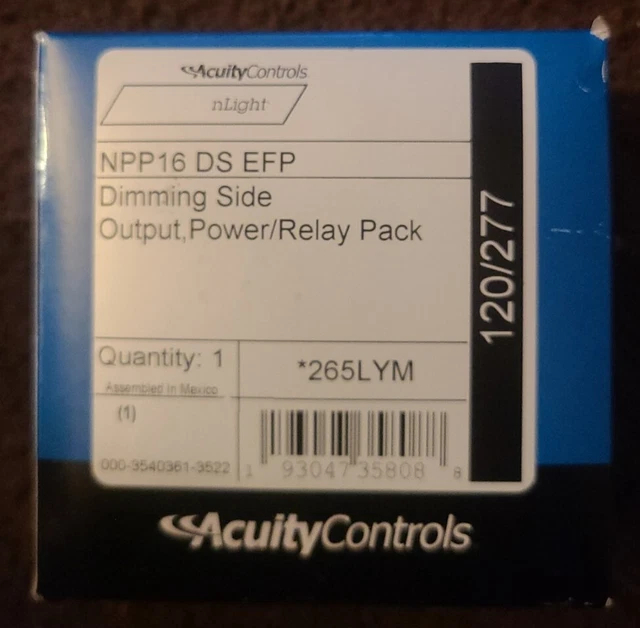 AcuityControls
nLight
NPP16 DS EFP
Dimming Side
Output,Power/Relay Pack
120/277
Quantity: 1
Assembled in Mexico
(1)
000-3540361-3522
*265LYM
1 93047 35808 8
AcuityControls